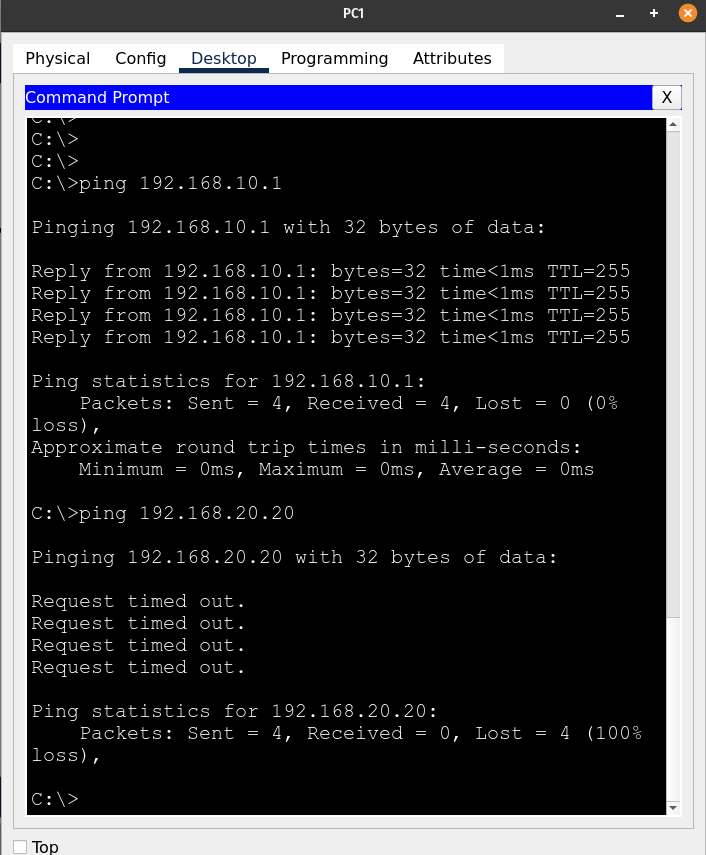 PC1
Physical Config Desktop Programming Attributes
Command Prompt X
C:\>
C:\>
C:\>
C:\>ping 192.168.10.1
Pinging 192.168.10.1 with 32 bytes of data:
Reply from 192.168.10.1: bytes=32 time<1ms TTL=255
Reply from 192.168.10.1: bytes=32 time<1ms TTL=255
Reply from 192.168.10.1: bytes=32 time<1ms TTL=255
Reply from 192.168.10.1: bytes=32 time<1ms TTL=255
Ping statistics for 192.168.10.1:
Packets: Sent = 4, Received = 4, Lost = 0 (0%
loss),
Approximate round trip times in milli-seconds:
Minimum = 0ms, Maximum = 0ms, Average = 0ms
C:\>ping 192.168.20.20
Pinging 192.168.20.20 with 32 bytes of data:
Request timed out.
Request timed out.
Request timed out.
Request timed out.
Ping statistics for 192.168.20.20:
Packets: Sent = 4, Received = 0, Lost = 4 (100%
loss),
C:\>
Top